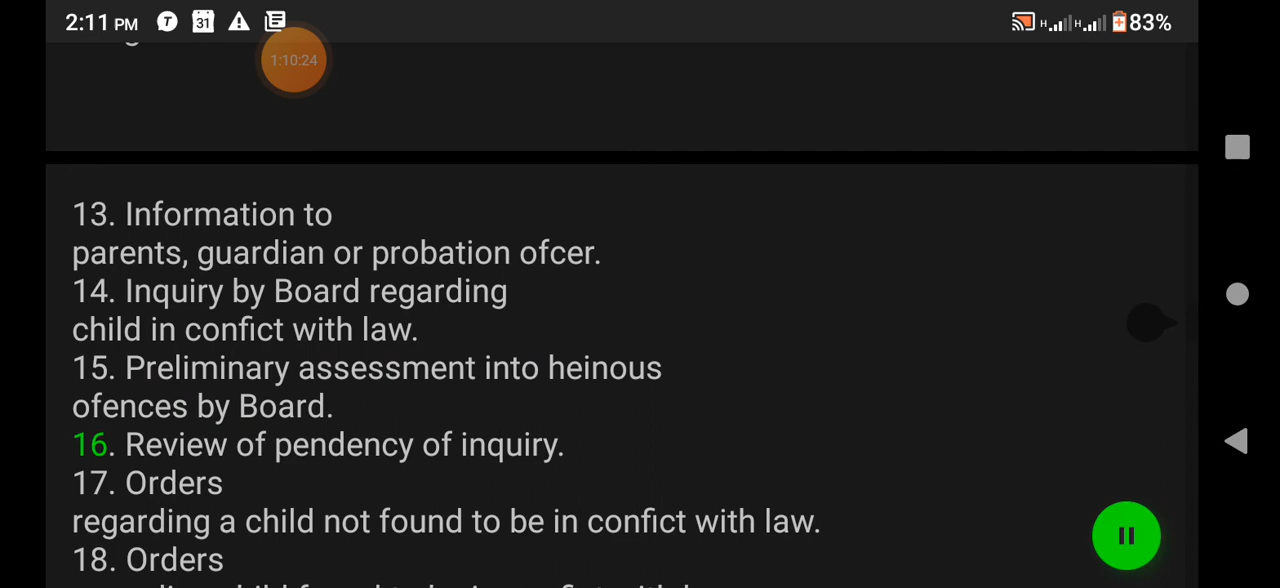 2:11 PM T 31 H H 83%
1:10:24
13. Information to
parents, guardian or probation ofcer.
14. Inquiry by Board regarding
child in confict with law.
15. Preliminary assessment into heinous
ofences by Board.
16. Review of pendency of inquiry.
17. Orders
regarding a child not found to be in confict with law.
18. Orders